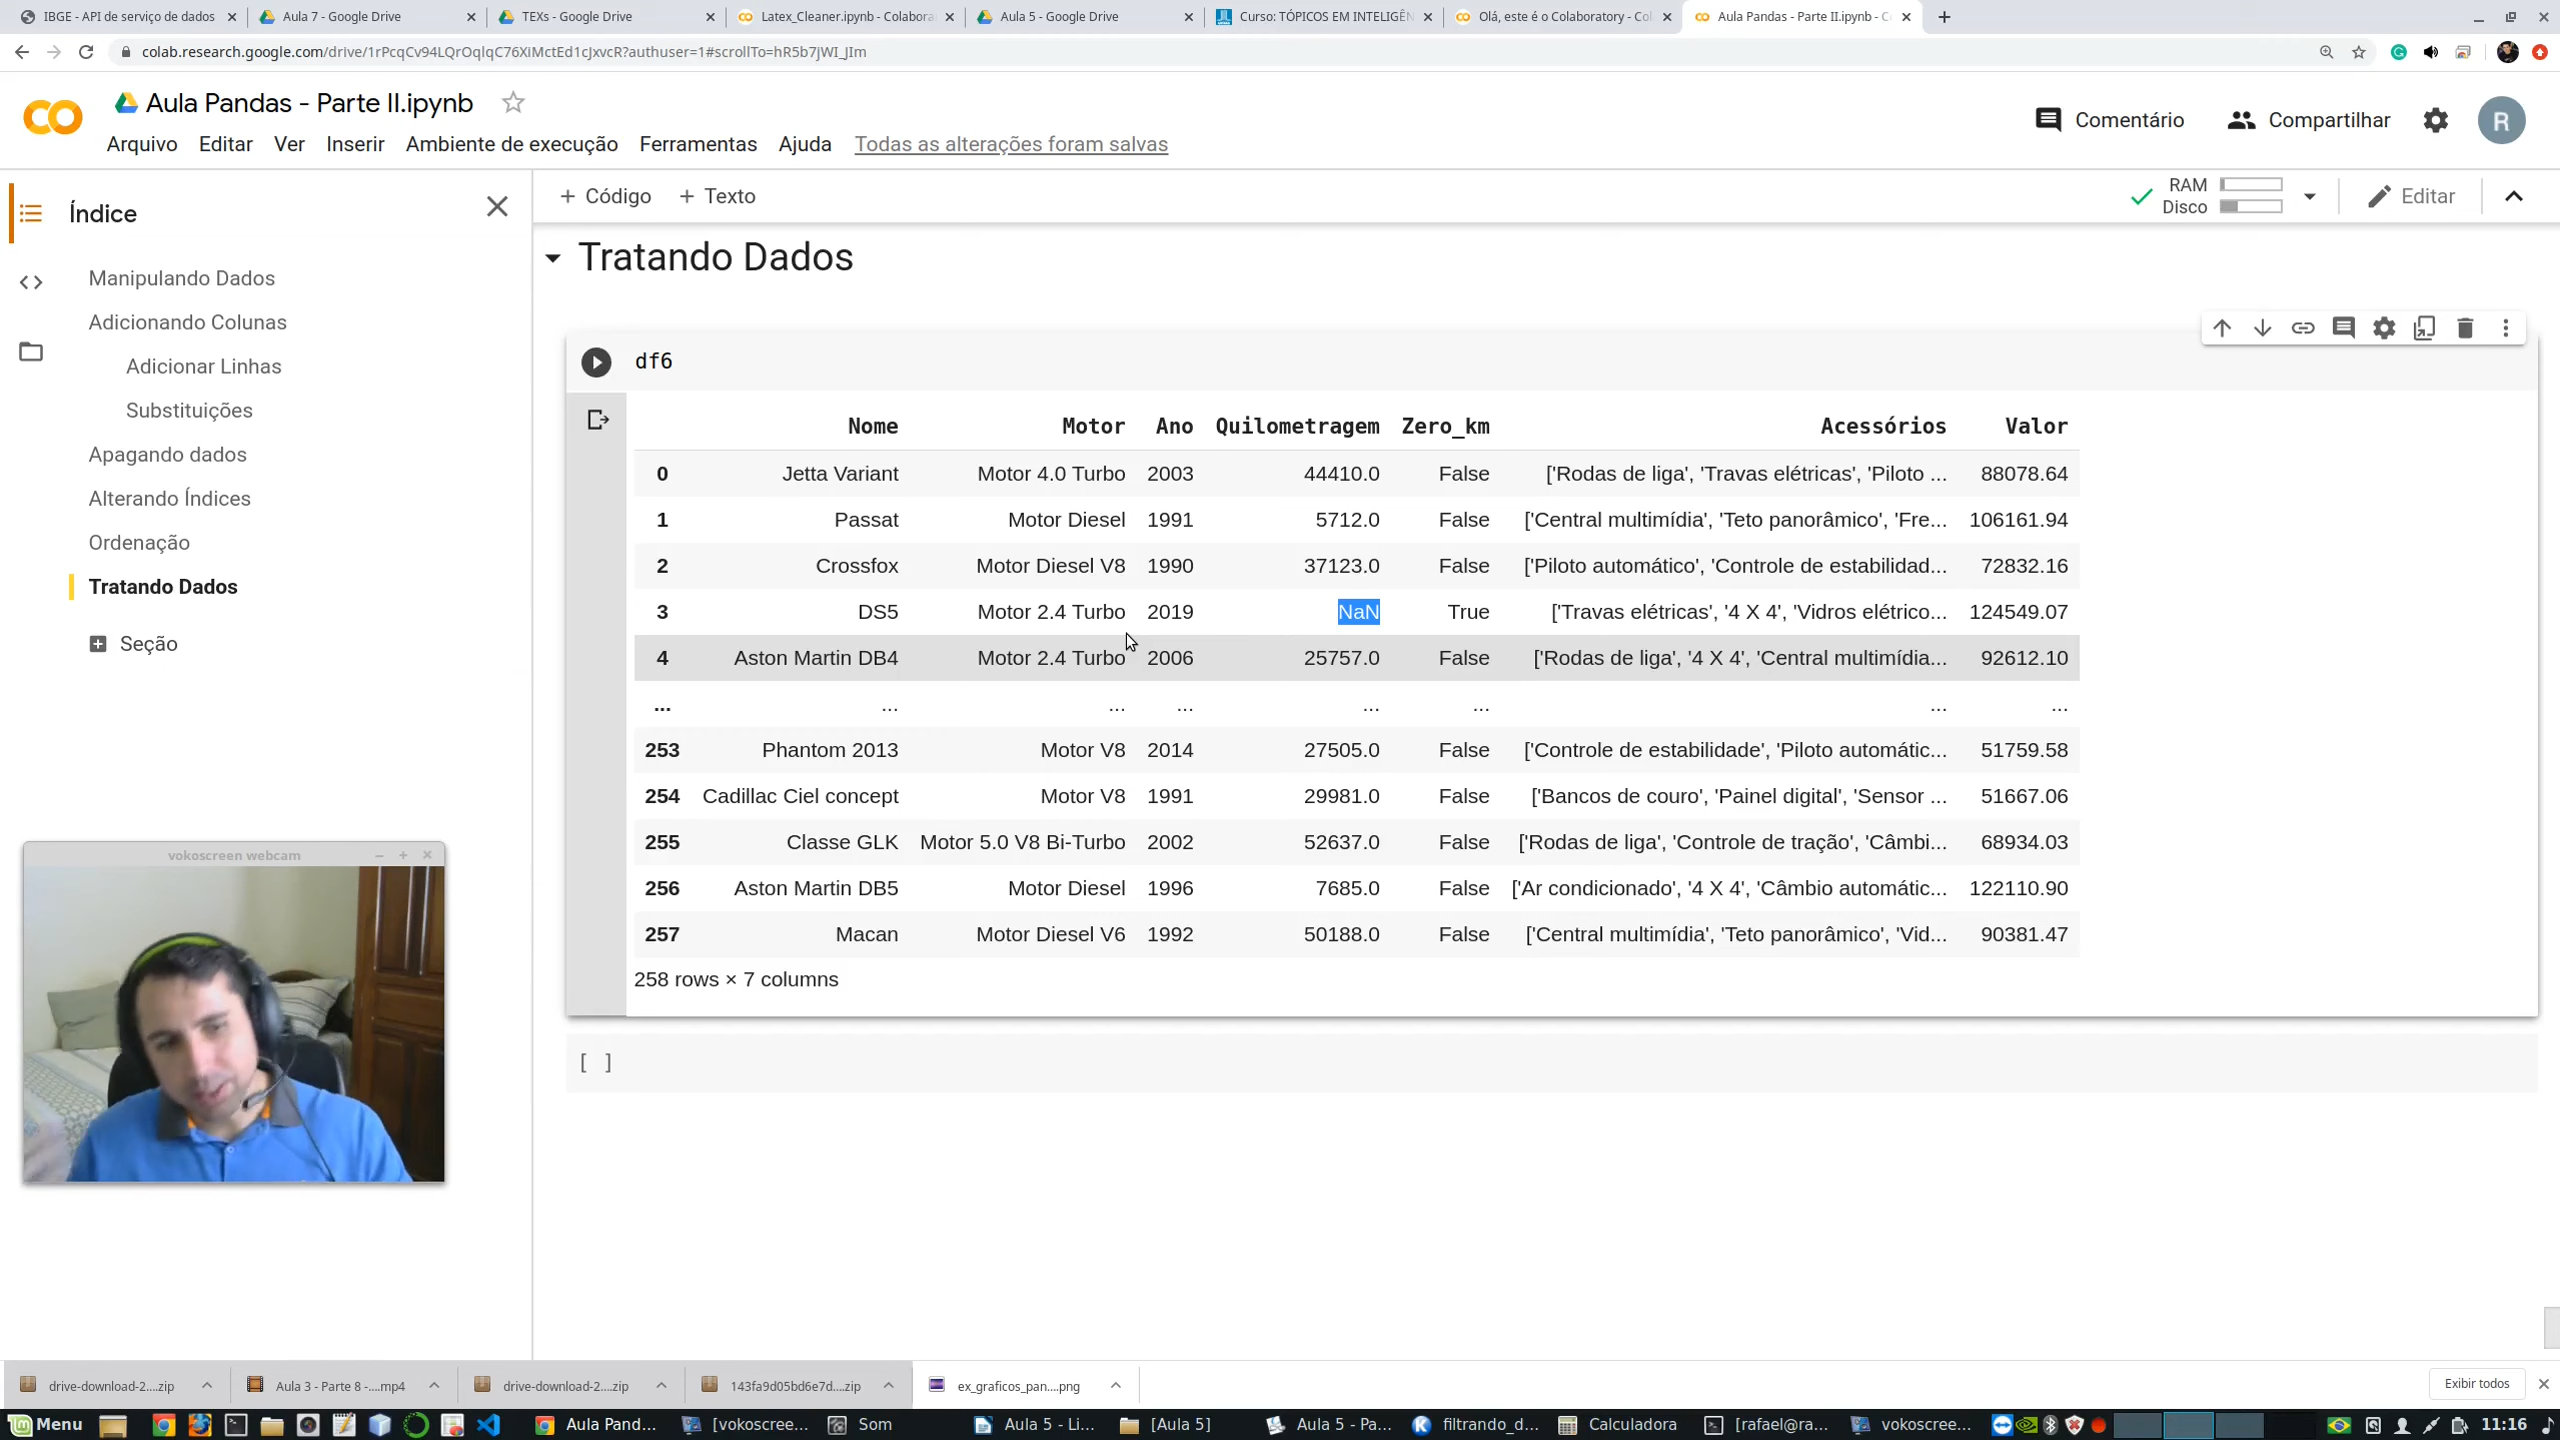 IBGE - API de serviço de dados
Aula 7 - Google Drive
TEXs - Google Drive
Latex_Cleaner.ipynb - Colabora
Aula 5 - Google Drive
Curso: TÓPICOS EM INTELIGÊN
Olá, este é o Colaboratory - Col
Aula Pandas - Parte II.ipynb - C
colab.research.google.com/drive/1rPcqCv94LQrOqlqC76XiMctEd1cJxvcR?authuser=1#scrollTo=hR5b7jWI_JIm
CO
Aula Pandas - Parte II.ipynb
Comentário
Compartilhar
R
Arquivo Editar Ver Inserir Ambiente de execução Ferramentas Ajuda Todas as alterações foram salvas
Índice
+ Código + Texto
RAM
Disco
Editar
Manipulando Dados
Adicionando Colunas
Adicionar Linhas
Substituições
Apagando dados
Alterando Índices
Ordenação
Tratando Dados
Seção
Tratando Dados
df6
Nome Motor Ano Quilometragem Zero_km Acessórios Valor
0 Jetta Variant Motor 4.0 Turbo 2003 44410.0 False ['Rodas de liga', 'Travas elétricas', 'Piloto ... 88078.64
1 Passat Motor Diesel 1991 5712.0 False ['Central multimídia', 'Teto panorâmico', 'Fre... 106161.94
2 Crossfox Motor Diesel V8 1990 37123.0 False ['Piloto automático', 'Controle de estabilidad... 72832.16
3 DS5 Motor 2.4 Turbo 2019 NaN True ['Travas elétricas', '4 X 4', 'Vidros elétrico... 124549.07
4 Aston Martin DB4 Motor 2.4 Turbo 2006 25757.0 False ['Rodas de liga', '4 X 4', 'Central multimídia... 92612.10
... ... ... ... ... ... ... ...
253 Phantom 2013 Motor V8 2014 27505.0 False ['Controle de estabilidade', 'Piloto automátic... 51759.58
254 Cadillac Ciel concept Motor V8 1991 29981.0 False ['Bancos de couro', 'Painel digital', 'Sensor ... 51667.06
255 Classe GLK Motor 5.0 V8 Bi-Turbo 2002 52637.0 False ['Rodas de liga', 'Controle de tração', 'Câmbi... 68934.03
256 Aston Martin DB5 Motor Diesel 1996 7685.0 False ['Ar condicionado', '4 X 4', 'Câmbio automátic... 122110.90
257 Macan Motor Diesel V6 1992 50188.0 False ['Central multimídia', 'Teto panorâmico', 'Vid... 90381.47
258 rows × 7 columns
[ ]
vokoscreen webcam
drive-download-2....zip
Aula 3 - Parte 8 -....mp4
drive-download-2....zip
143fa9d05bd6e7d....zip
ex_graficos_pan....png
Exibir todos
Menu
Aula Pand...
[vokoscree...
Som
Aula 5 - Li...
[Aula 5]
Aula 5 - Pa...
filtrando_d...
Calculadora
[rafael@ra...
vokoscree...
11:16